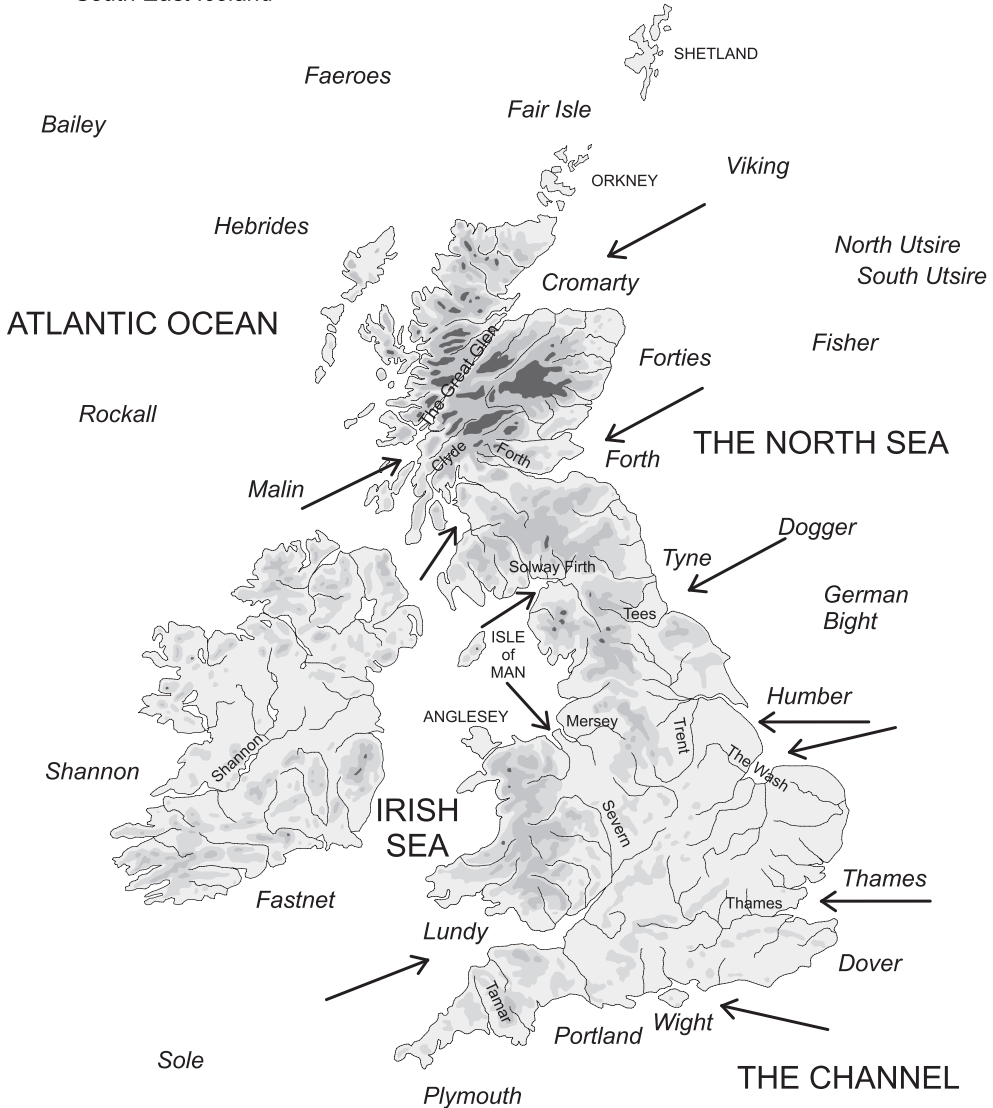 South East Iceland
SHETLAND
Faeroes
Fair Isle
Bailey
Viking
ORKNEY
Hebrides
North Utsire
South Utsire
Cromarty
ATLANTIC OCEAN
Fisher
Forties
The Great Glen
Rockall
THE NORTH SEA
Clyde
Forth
Forth
Malin
Dogger
Tyne
Solway Firth
German
Bight
Tees
ISLE
of
MAN
Humber
ANGLESEY
Mersey
Trent
The Wash
Shannon
Shannon
IRISH
SEA
Severn
Thames
Fastnet
Thames
Lundy
Dover
Tamar
Wight
Portland
Sole
THE CHANNEL
Plymouth